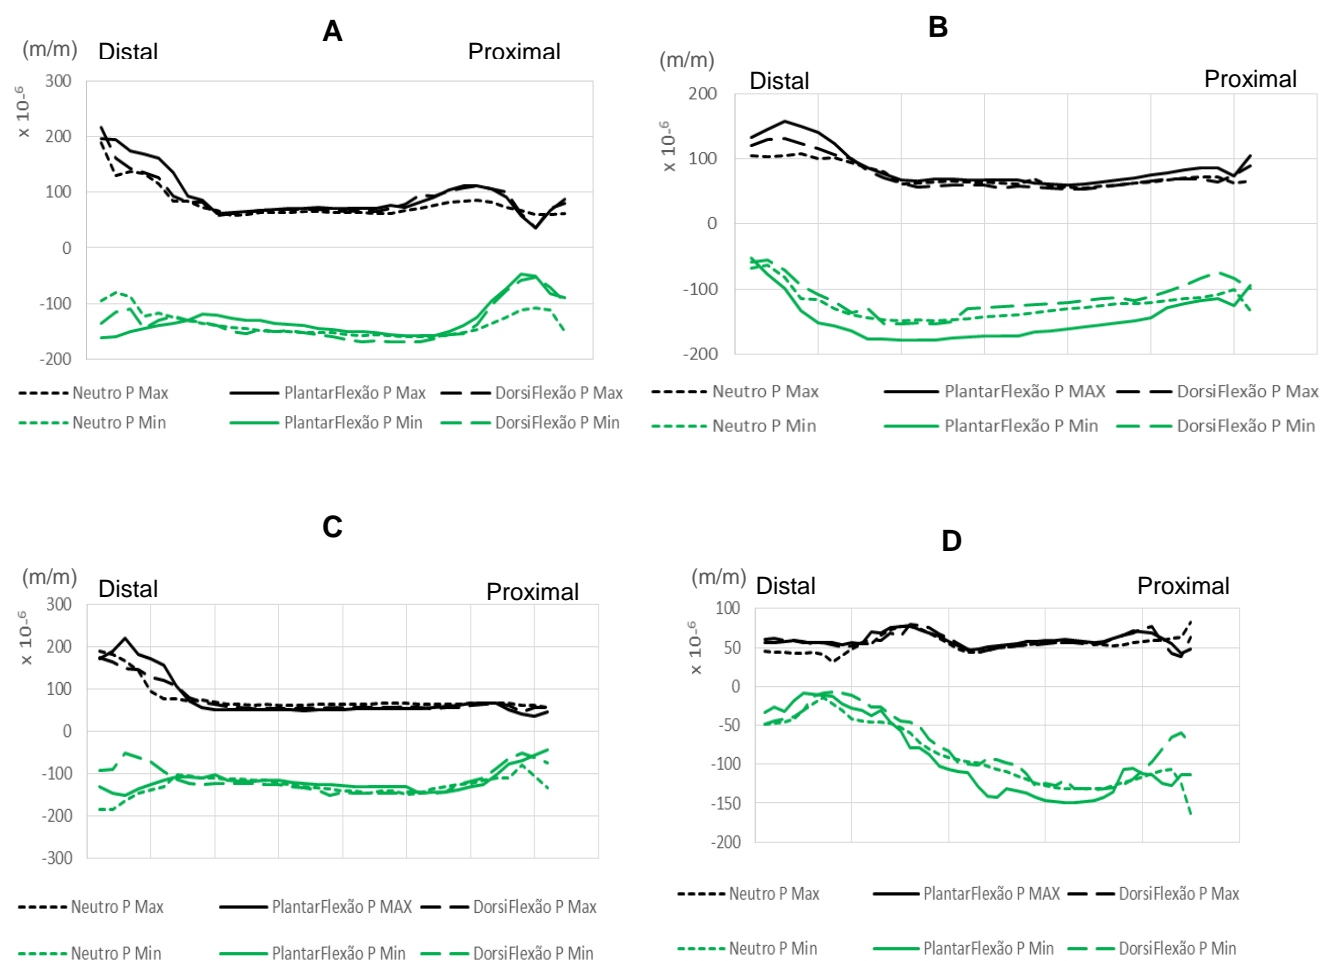 A
(m/m)
Distal
Proximal
x 10-6
300
200
100
0
-100
-200
Neutro P Max
PlantarFlexão P Max
DorsiFlexão P Max
Neutro P Min
PlantarFlexão P Min
DorsiFlexão P Min
B
(m/m)
Distal
Proximal
x 10-6
200
100
0
-100
-200
Neutro P Max
PlantarFlexão P MAX
DorsiFlexão P Max
Neutro P Min
PlantarFlexão P Min
DorsiFlexão P Min
C
(m/m)
Distal
Proximal
x 10-6
300
200
100
0
-100
-200
-300
Neutro P Max
PlantarFlexão P MAX
DorsiFlexão P Max
Neutro P Min
PlantarFlexão P Min
DorsiFlexão P Min
D
(m/m)
Distal
Proximal
x 10-6
100
50
0
-50
-100
-150
-200
Neutro P Max
PlantarFlexão P MAX
DorsiFlexão P Max
Neutro P Min
PlantarFlexão P Min
DorsiFlexão P Min